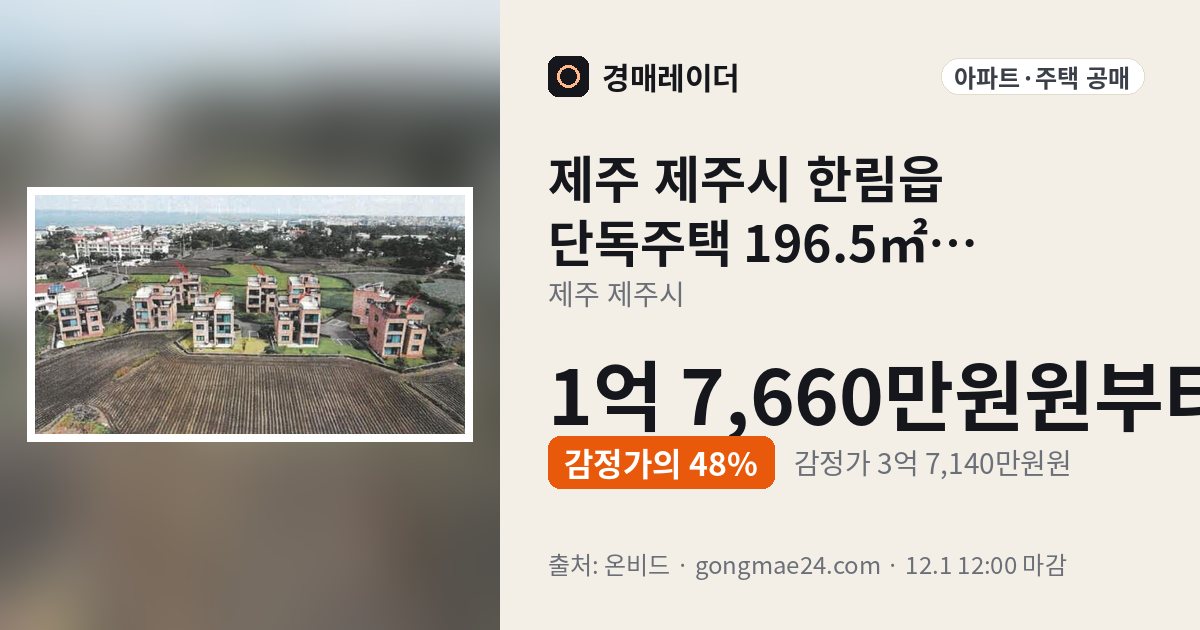 경매레이더
아파트·주택 공매
제주 제주시 한림읍
단독주택 196.5㎡…
제주 제주시
1억 7,660만원원부터
감정가의 48%
감정가 3억 7,140만원원
출처: 온비드 · gongmae24.com · 12.1 12:00 마감